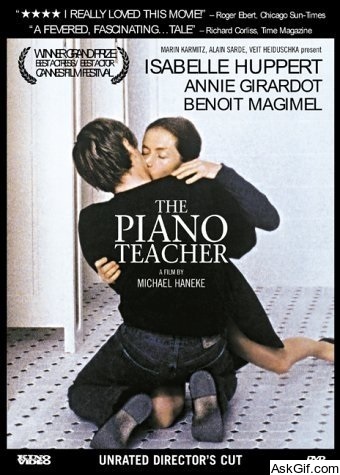 “★★★★ I REALLY LOVED THIS MOVIE!” – Roger Ebert, Chicago Sun-Times
“A FEVERED, FASCINATING...TALE” – Richard Corliss, Time Magazine
WINNER GRAND PRIZE
BEST ACTRESS/ BEST ACTOR
CANNES FILM FESTIVAL
MARIN KARMITZ, ALAIN SARDE, VEIT HEIDUSCHKA present
ISABELLE HUPPERT
ANNIE GIRARDOT
BENOIT MAGIMEL
THE
PIANO
TEACHER
A FILM BY
MICHAEL HANEKE
KINO VIDEO UNRATED DIRECTOR'S CUT DVD
AskGif.com